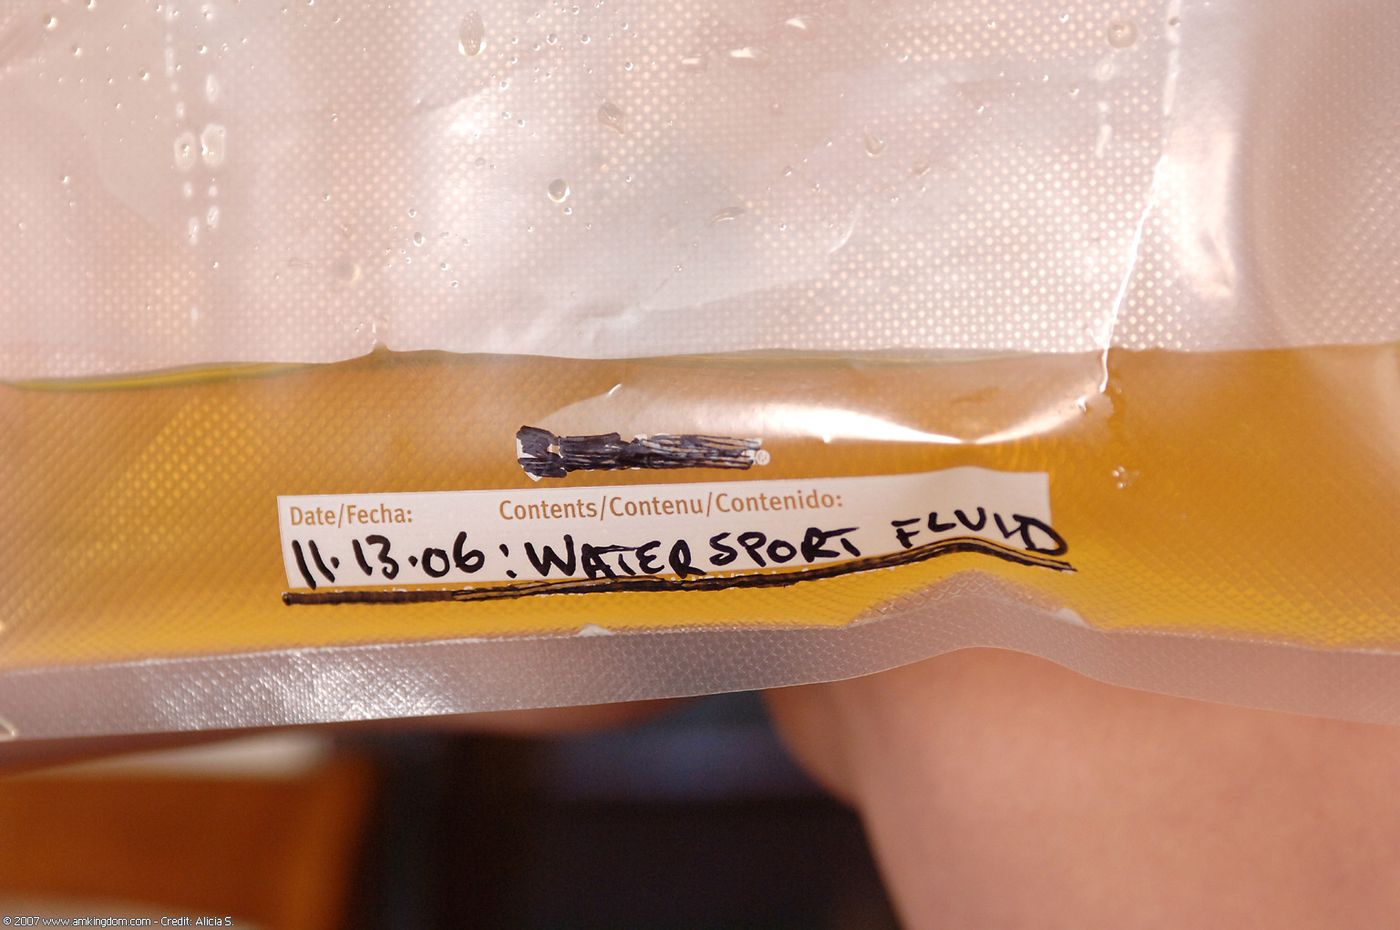 Date/Fecha: Contents/Contenu/Contenido:
11·13·06: WATERSPORT FLUID
© 2007 www.amkingdom.com - Credit: Alicia S.